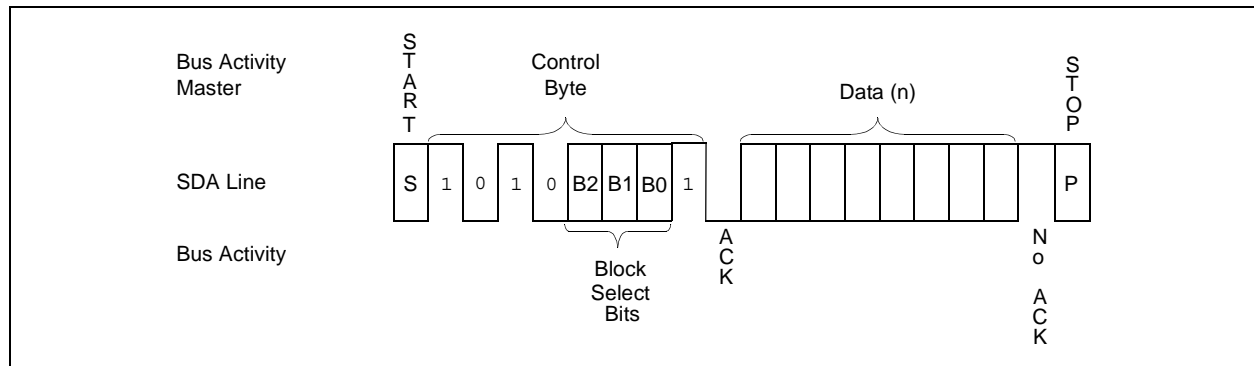 Bus Activity
Master
START
Control
Byte
Data (n)
STOP
SDA Line
S 1 0 1 0 B2 B1 B0 1 P
Bus Activity
ACK
No ACK
Block
Select
Bits